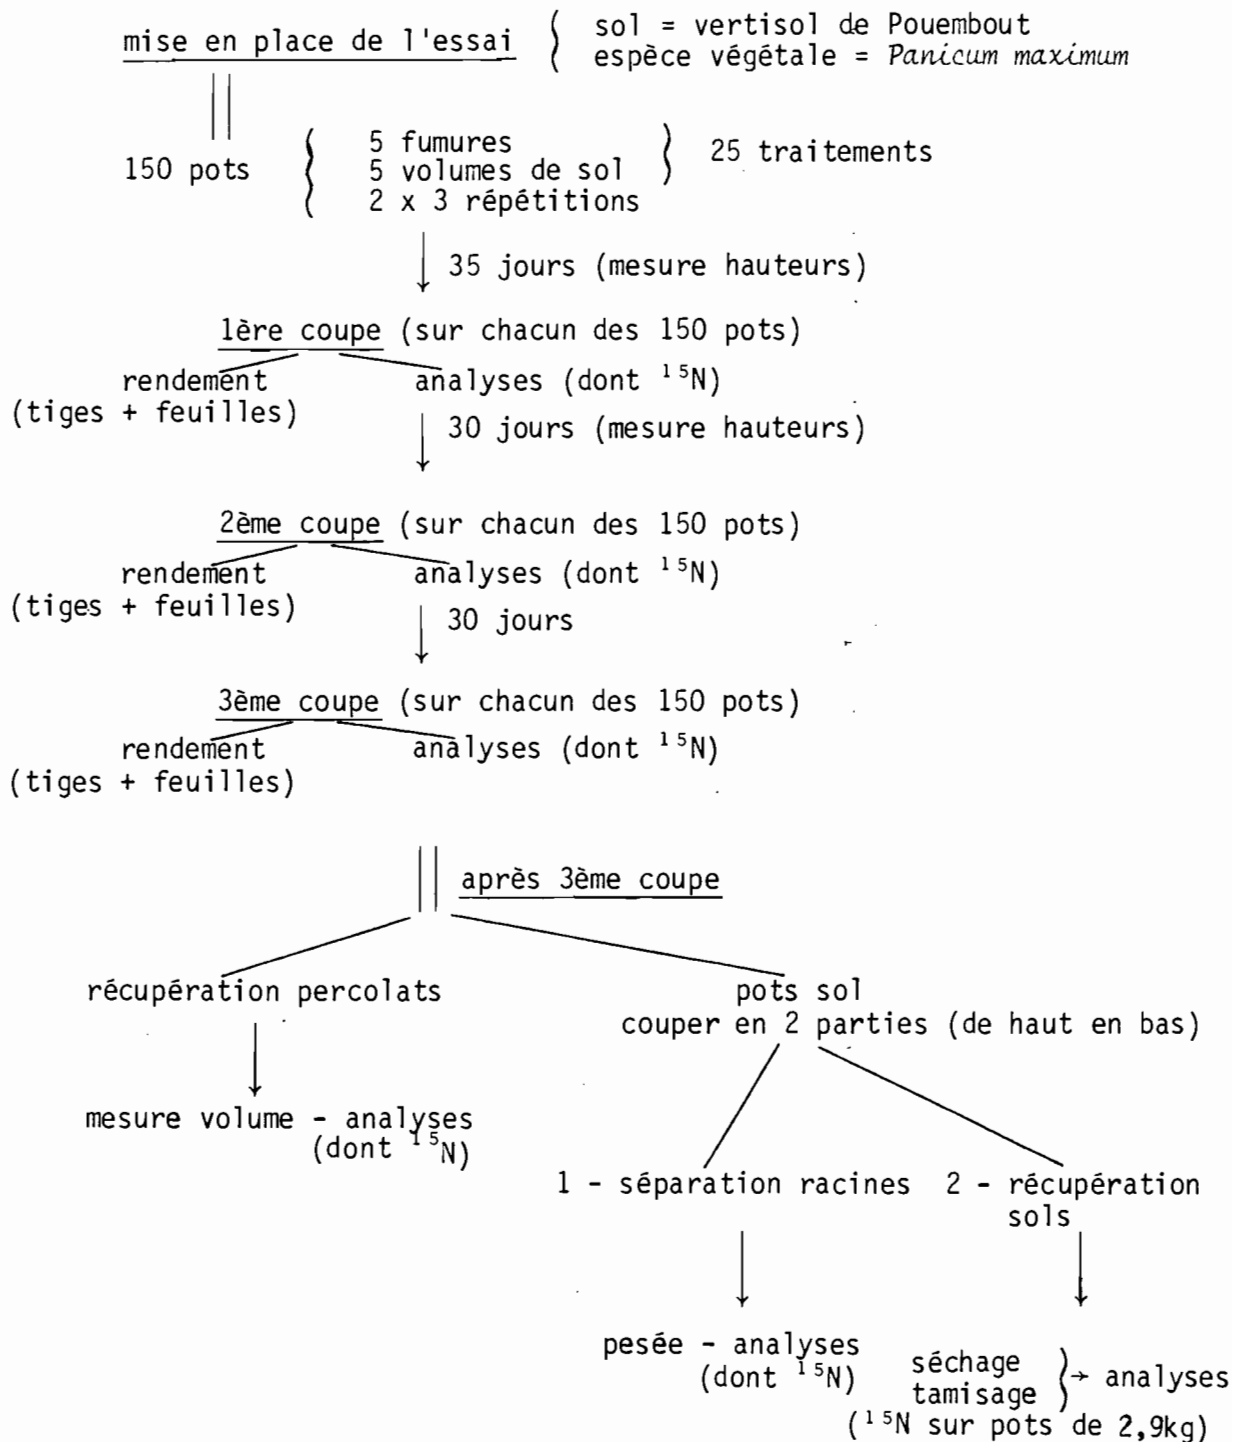 mise en place de l'essai
sol = vertisol de Pouembout
espèce végétale = Panicum maximum
150 pots
5 fumures
5 volumes de sol
2 x 3 répétitions
25 traitements
35 jours (mesure hauteurs)
1ère coupe (sur chacun des 150 pots)
rendement
(tiges + feuilles)
analyses (dont ¹⁵N)
30 jours (mesure hauteurs)
2ème coupe (sur chacun des 150 pots)
rendement
(tiges + feuilles)
analyses (dont ¹⁵N)
30 jours
3ème coupe (sur chacun des 150 pots)
rendement
(tiges + feuilles)
analyses (dont ¹⁵N)
après 3ème coupe
récupération percolats
mesure volume - analyses
(dont ¹⁵N)
pots sol
couper en 2 parties (de haut en bas)
1 - séparation racines
pesée - analyses
(dont ¹⁵N)
2 - récupération
sols
séchage
tamisage
→ analyses
(¹⁵N sur pots de 2,9kg)